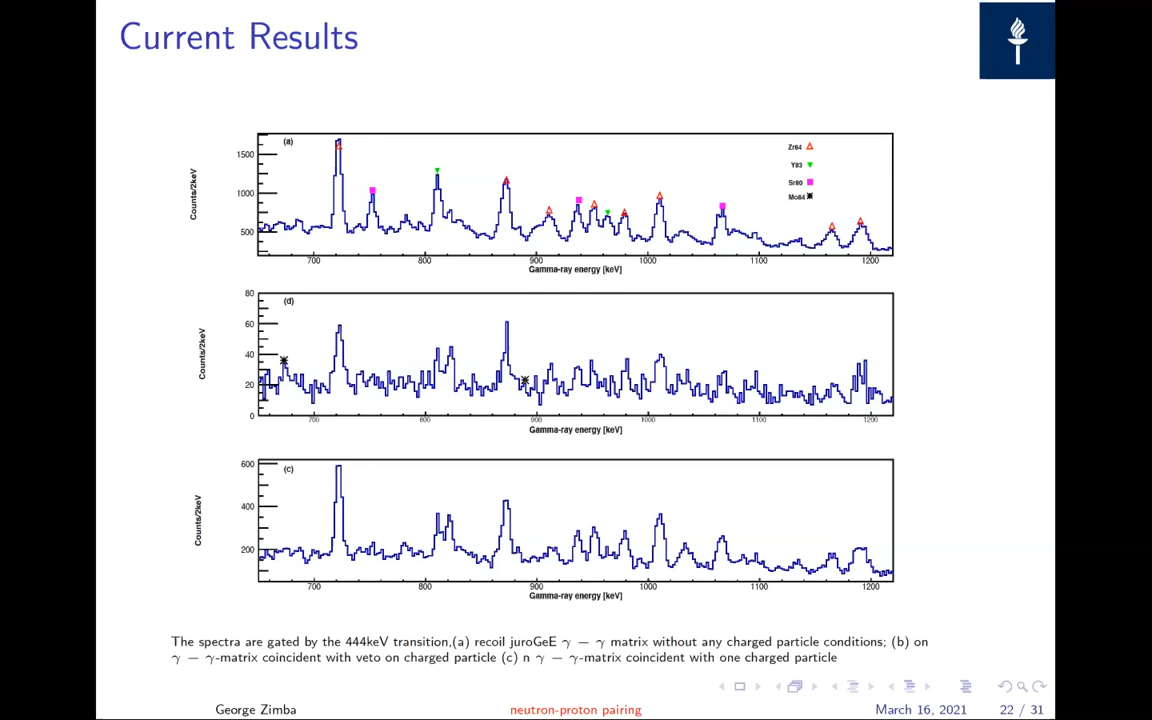 Current Results
(a)
Zr84
Y83
Sr80
Mo84
1500
1000
500
Counts/2keV
700 800 900 1000 1100 1200
Gamma-ray energy [keV]
(d)
80
60
40
20
0
Counts/2keV
700 800 900 1000 1100 1200
Gamma-ray energy [keV]
(c)
600
400
200
Counts/2keV
700 800 900 1000 1100 1200
Gamma-ray energy [keV]
The spectra are gated by the 444keV transition,(a) recoil juroGeE γ − γ matrix without any charged particle conditions; (b) on
γ − γ-matrix coincident with veto on charged particle (c) n γ − γ-matrix coincident with one charged particle
George Zimba neutron-proton pairing March 16, 2021 22 / 31